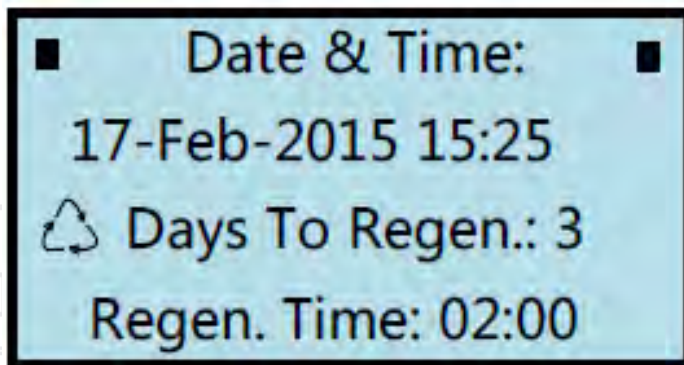 Date & Time:
17-Feb-2015 15:25
Days To Regen.: 3
Regen. Time: 02:00